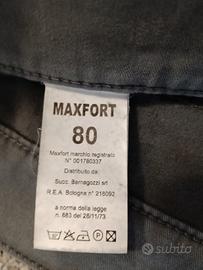 MAXFORT
80
Maxfort marchio registrato
N° 001780337
Distribuito da:
Succ. Barnagozzi srl
R.E.A. Bologna n° 216092
a norma della legge
n. 883 del 26/11/73
subito